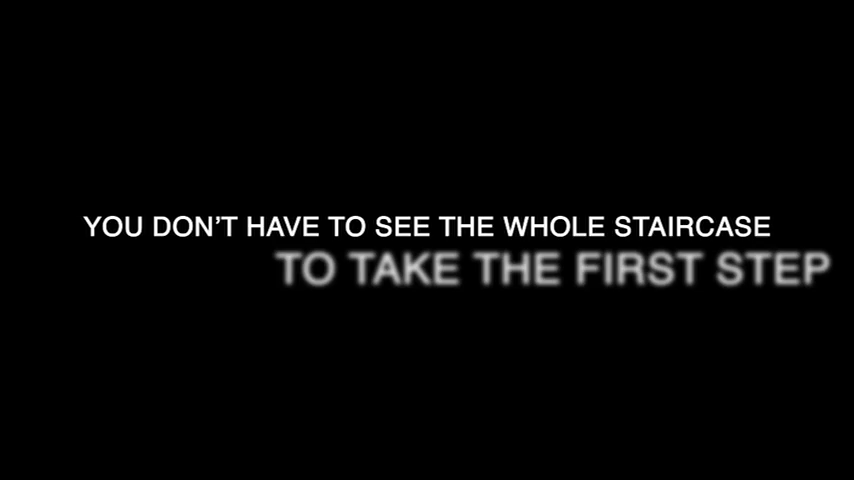 YOU DON'T HAVE TO SEE THE WHOLE STAIRCASE
TO TAKE THE FIRST STEP